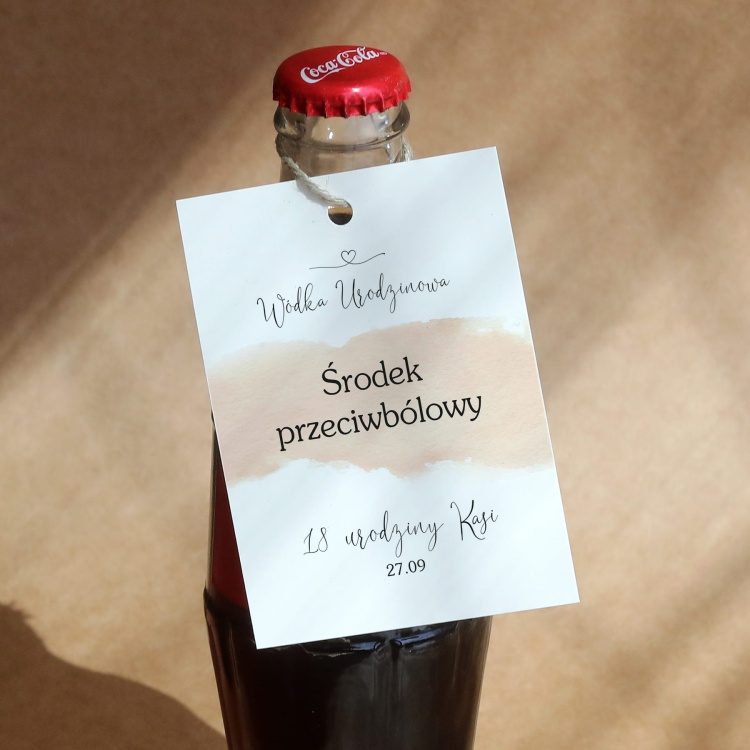 Coca-Cola
Wódka Urodzinowa
Środek
przeciwbólowy
18 urodziny Kasi
27.09